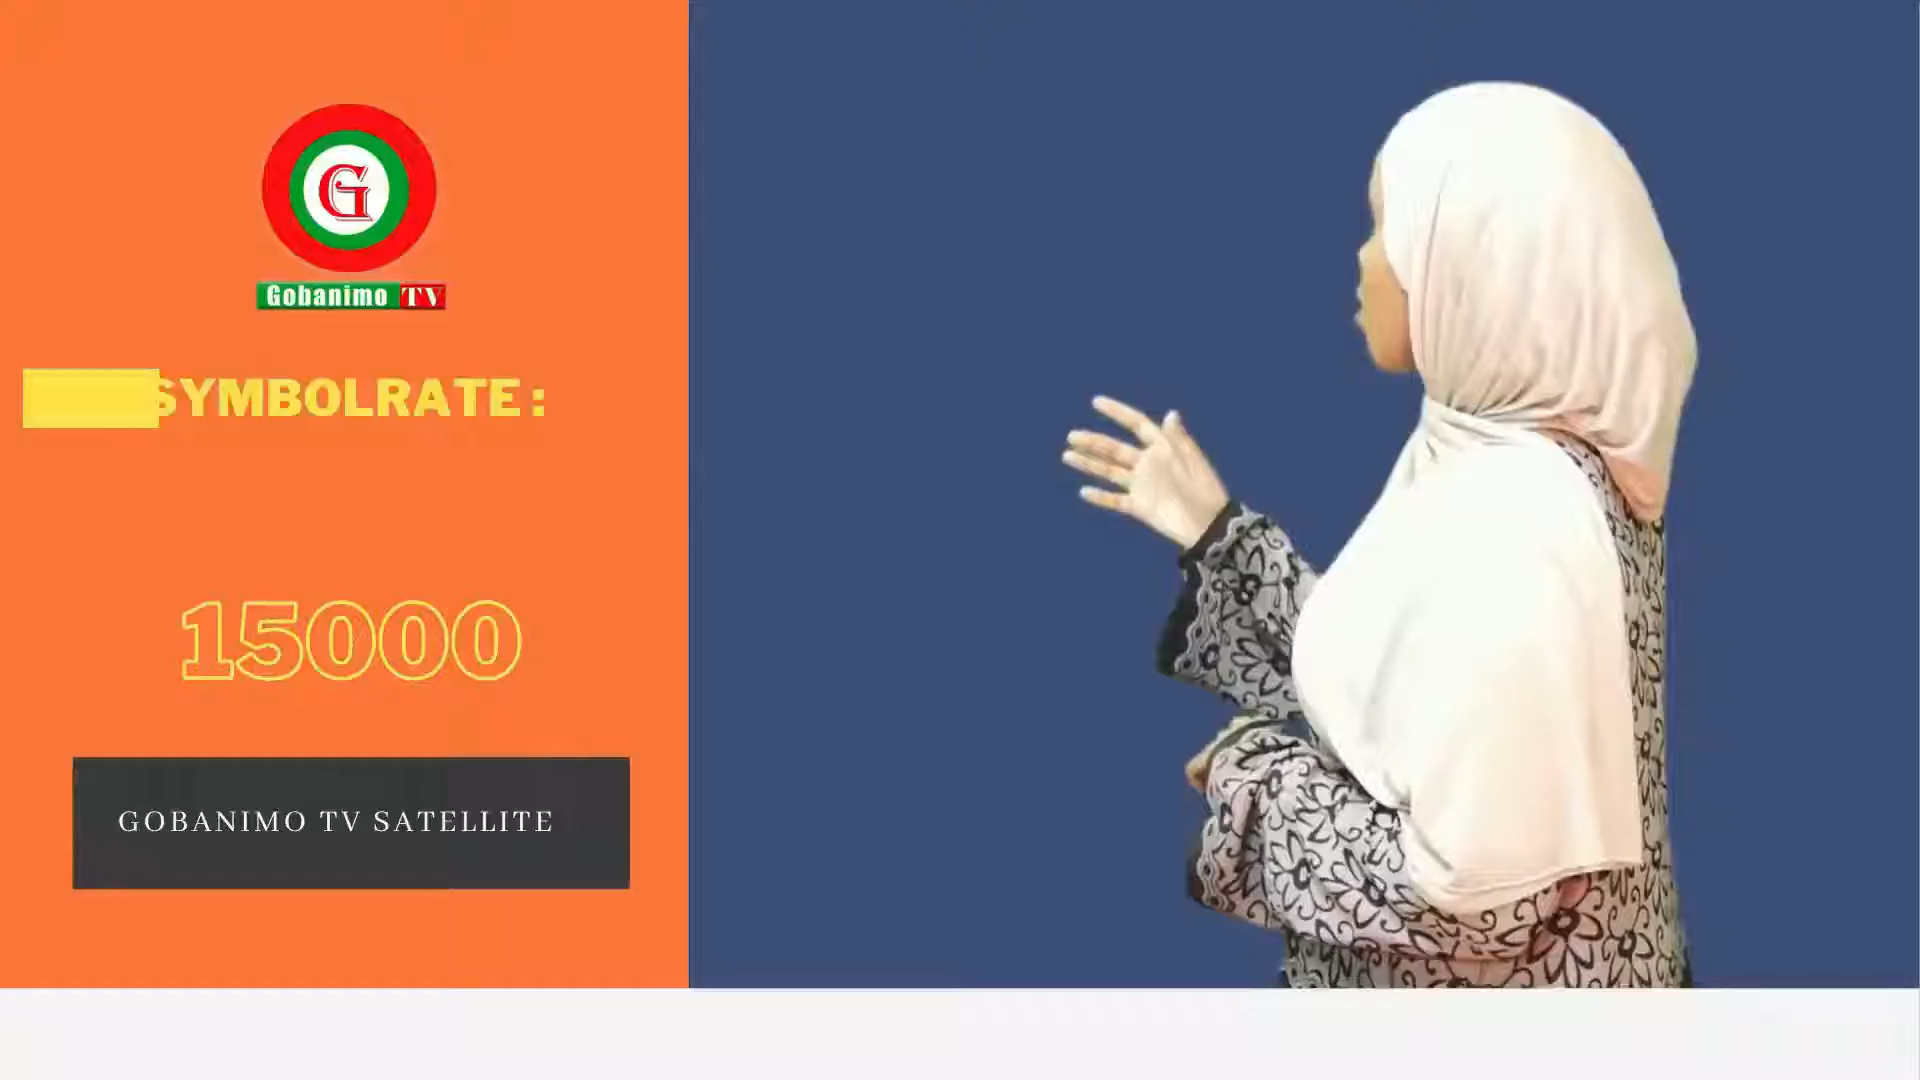 G
Gobanimo TV
SYMBOLRATE :
15000
GOBANIMO TV SATELLITE